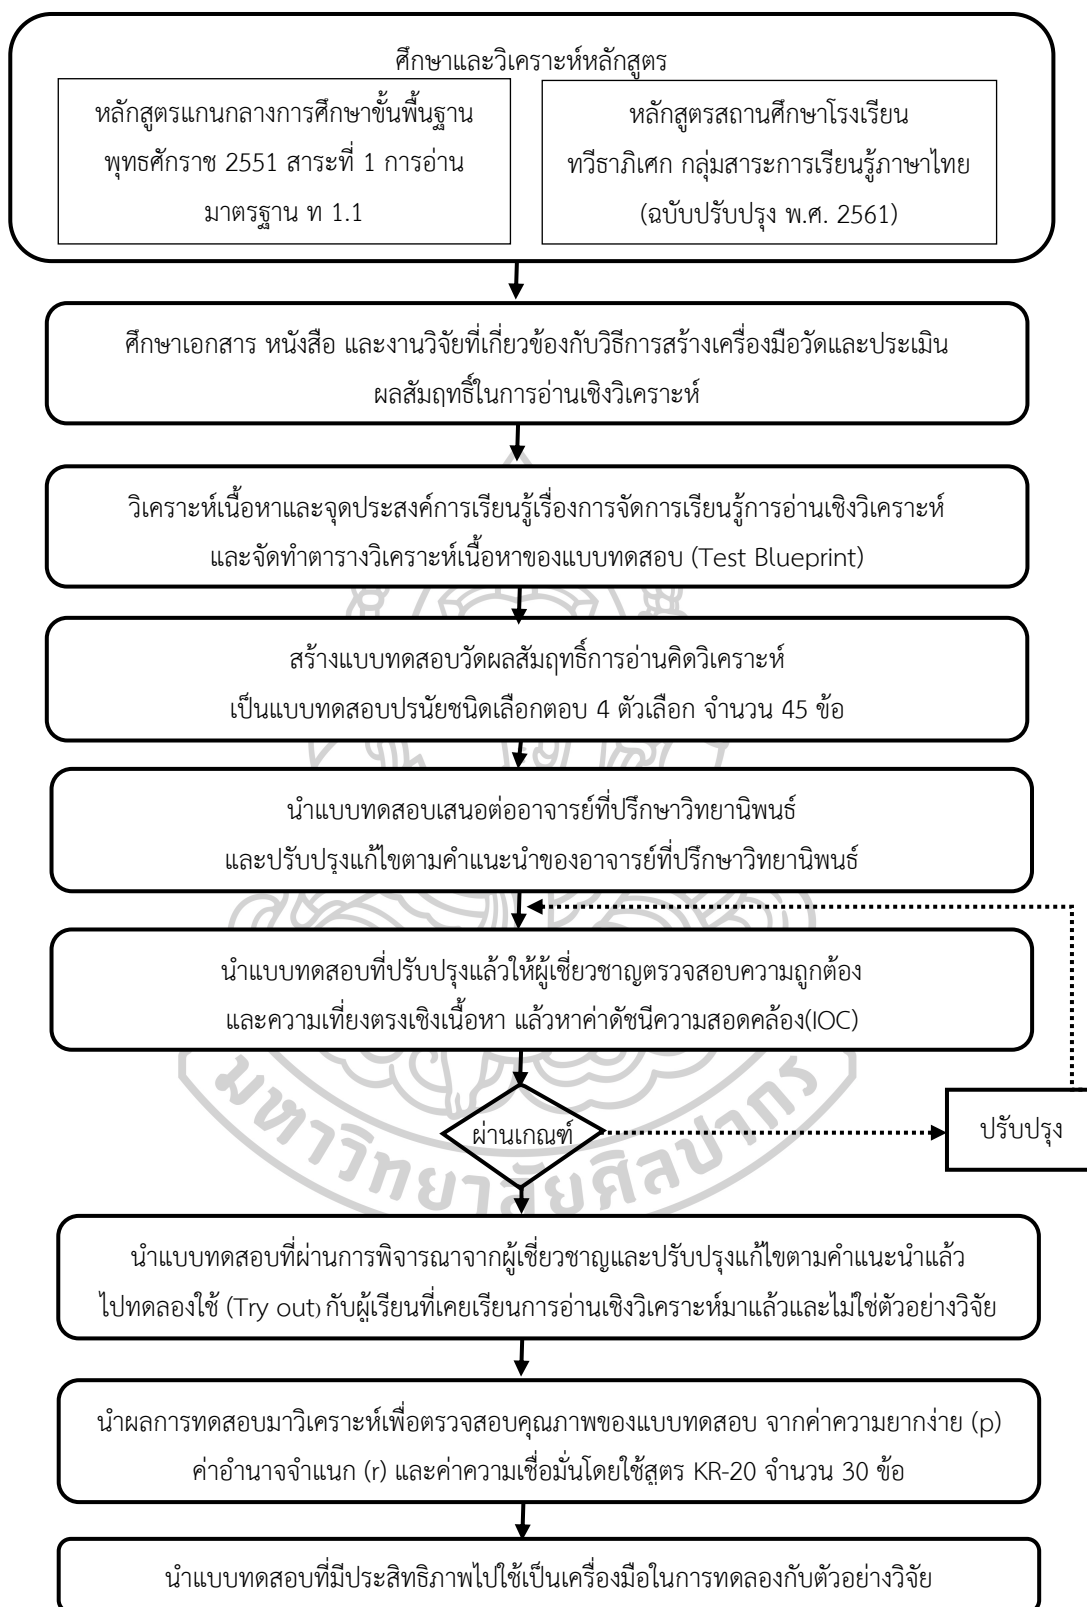 ศึกษาและวิเคราะห์หลักสูตร
หลักสูตรแกนกลางการศึกษาขั้นพื้นฐาน
พุทธศักราช 2551 สาระที่ 1 การอ่าน
มาตรฐาน ท 1.1
หลักสูตรสถานศึกษาโรงเรียน
ทวีธาภิเศก กลุ่มสาระการเรียนรู้ภาษาไทย
(ฉบับปรับปรุง พ.ศ. 2561)
ศึกษาเอกสาร หนังสือ และงานวิจัยที่เกี่ยวข้องกับวิธีการสร้างเครื่องมือวัดและประเมิน
ผลสัมฤทธิ์ในการอ่านเชิงวิเคราะห์
วิเคราะห์เนื้อหาและจุดประสงค์การเรียนรู้เรื่องการจัดการเรียนรู้การอ่านเชิงวิเคราะห์
และจัดทำตารางวิเคราะห์เนื้อหาของแบบทดสอบ (Test Blueprint)
สร้างแบบทดสอบวัดผลสัมฤทธิ์การอ่านคิดวิเคราะห์
เป็นแบบทดสอบปรนัยชนิดเลือกตอบ 4 ตัวเลือก จำนวน 45 ข้อ
นำแบบทดสอบเสนอต่ออาจารย์ที่ปรึกษาวิทยานิพนธ์
และปรับปรุงแก้ไขตามคำแนะนำของอาจารย์ที่ปรึกษาวิทยานิพนธ์
นำแบบทดสอบที่ปรับปรุงแล้วให้ผู้เชี่ยวชาญตรวจสอบความถูกต้อง
และความเที่ยงตรงเชิงเนื้อหา แล้วหาค่าดัชนีความสอดคล้อง(IOC)
ผ่านเกณฑ์
ปรับปรุง
มหาวิทยาลัยศิลปากร
นำแบบทดสอบที่ผ่านการพิจารณาจากผู้เชี่ยวชาญและปรับปรุงแก้ไขตามคำแนะนำแล้ว
ไปทดลองใช้ (Try out) กับผู้เรียนที่เคยเรียนการอ่านเชิงวิเคราะห์มาแล้วและไม่ใช่ตัวอย่างวิจัย
นำผลการทดสอบมาวิเคราะห์เพื่อตรวจสอบคุณภาพของแบบทดสอบ จากค่าความยากง่าย (p)
ค่าอำนาจจำแนก (r) และค่าความเชื่อมั่นโดยใช้สูตร KR-20 จำนวน 30 ข้อ
นำแบบทดสอบที่มีประสิทธิภาพไปใช้เป็นเครื่องมือในการทดลองกับตัวอย่างวิจัย